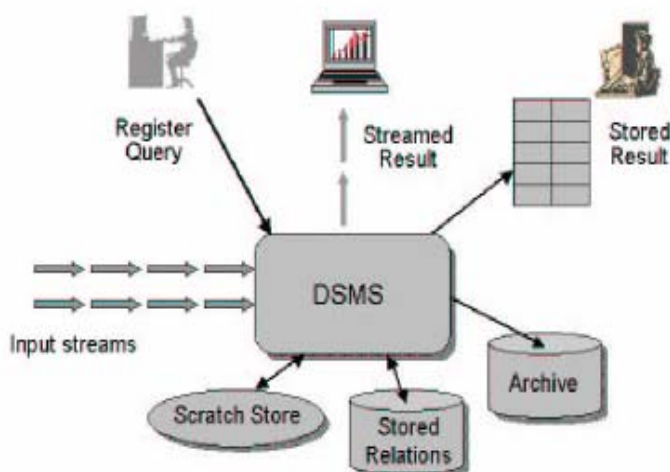 Register
Query
Streamed
Result
Stored
Result
Input streams
DSMS
Scratch Store
Stored
Relations
Archive